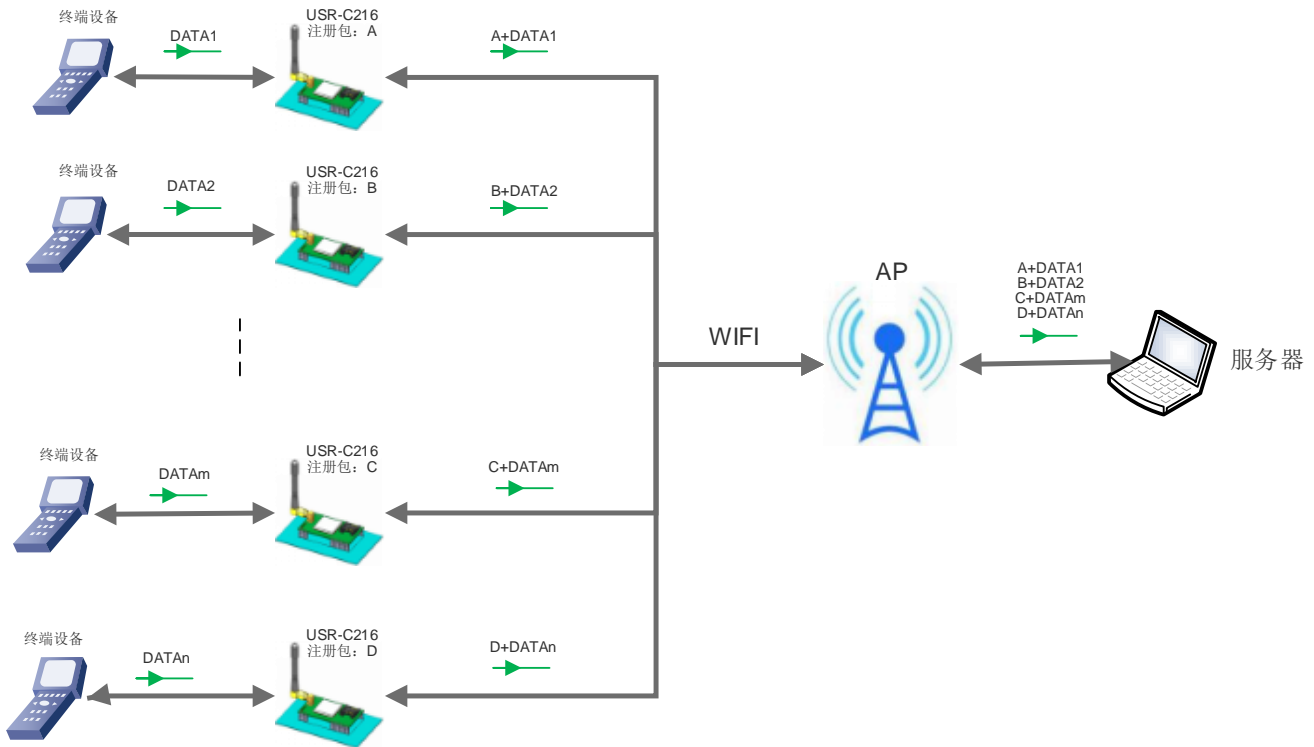 终端设备
DATA1
USR-C216
注册包：A
A+DATA1
终端设备
DATA2
USR-C216
注册包：B
B+DATA2
WIFI
AP
A+DATA1
B+DATA2
C+DATAm
D+DATAn
服务器
终端设备
DATAm
USR-C216
注册包：C
C+DATAm
终端设备
DATAn
USR-C216
注册包：D
D+DATAn